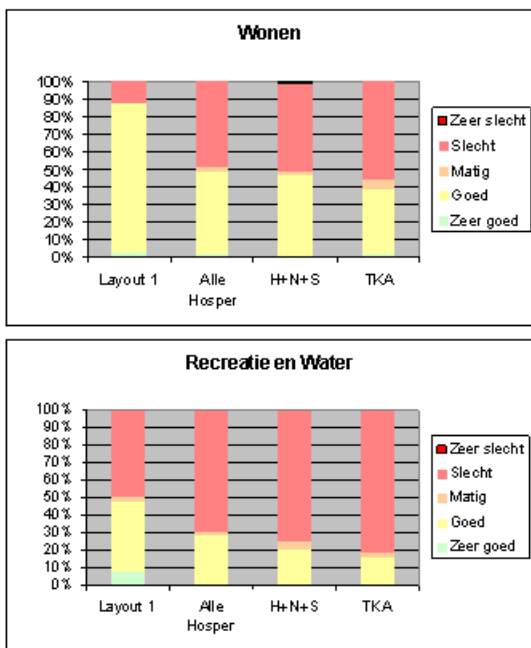 Wonen
100%
90%
80%
70%
60%
50%
40%
30%
20%
10%
0%
Layout 1
Alle
Hosper
H+N+S
TKA
Zeer slecht
Slecht
Matig
Goed
Zeer goed
Recreatie en Water
100%
90%
80%
70%
60%
50%
40%
30%
20%
10%
0%
Layout 1
Alle
Hosper
H+N+S
TKA
Zeer slecht
Slecht
Matig
Goed
Zeer goed